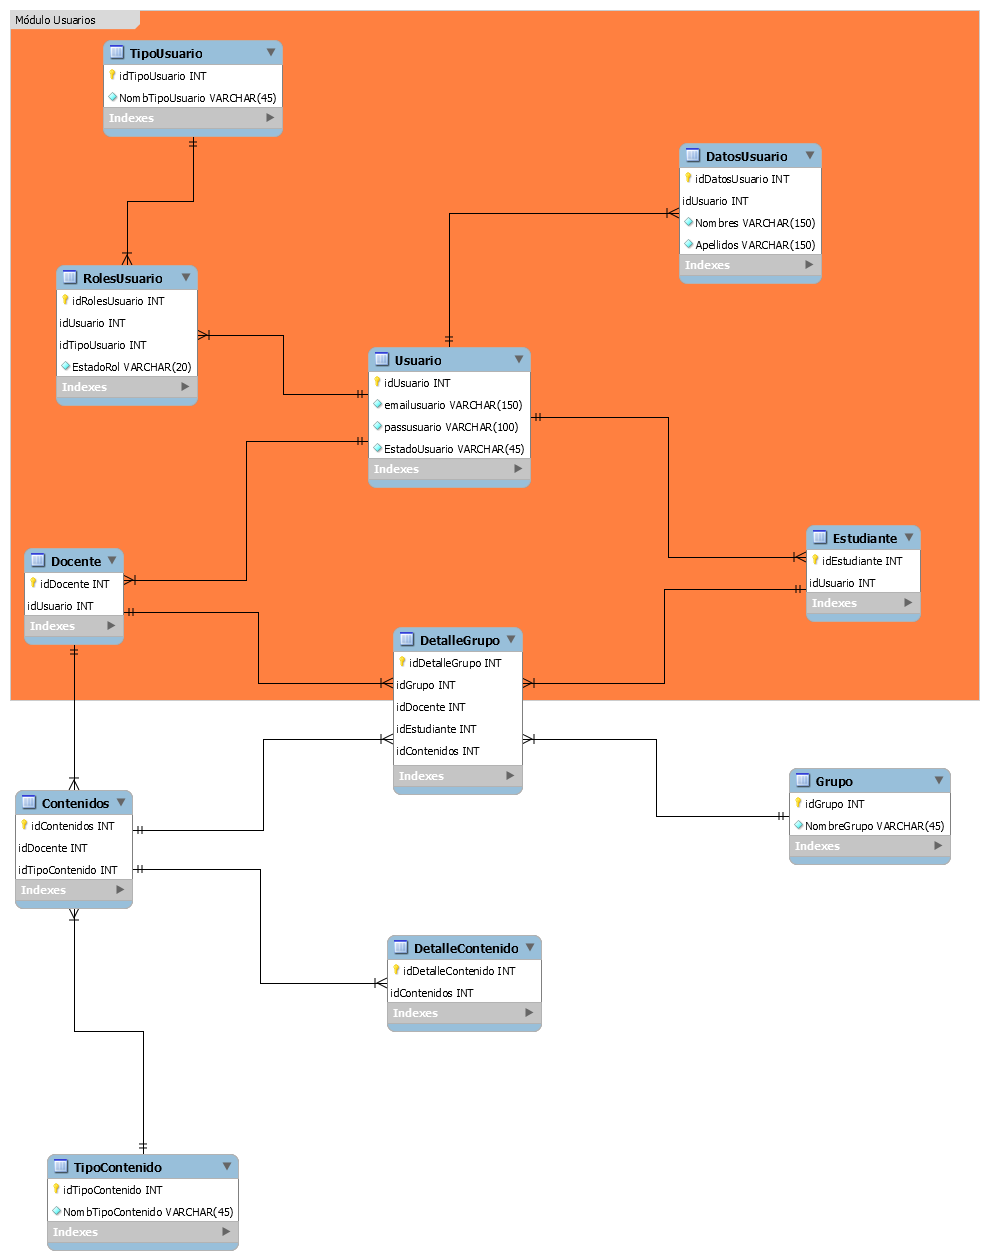 Módulo Usuarios
TipoUsuario
idTipoUsuario INT
NombTipoUsuario VARCHAR(45)
Indexes
DatosUsuario
idDatosUsuario INT
idUsuario INT
Nombres VARCHAR(150)
Apellidos VARCHAR(150)
Indexes
RolesUsuario
idRolesUsuario INT
idUsuario INT
idTipoUsuario INT
EstadoRol VARCHAR(20)
Indexes
Usuario
idUsuario INT
emailusuario VARCHAR(150)
passusuario VARCHAR(100)
EstadoUsuario VARCHAR(45)
Indexes
Docente
idDocente INT
idUsuario INT
Indexes
Estudiante
idEstudiante INT
idUsuario INT
Indexes
DetalleGrupo
idDetalleGrupo INT
idGrupo INT
idDocente INT
idEstudiante INT
idContenidos INT
Indexes
Grupo
idGrupo INT
NombreGrupo VARCHAR(45)
Indexes
Contenidos
idContenidos INT
idDocente INT
idTipoContenido INT
Indexes
DetalleContenido
idDetalleContenido INT
idContenidos INT
Indexes
TipoContenido
idTipoContenido INT
NombTipoContenido VARCHAR(45)
Indexes